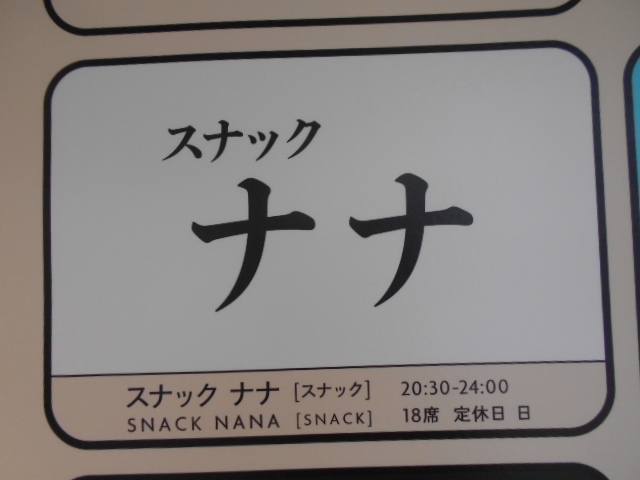 スナック
ナナ
スナック ナナ [スナック] 20:30-24:00
SNACK NANA [SNACK] 18席 定休日 日